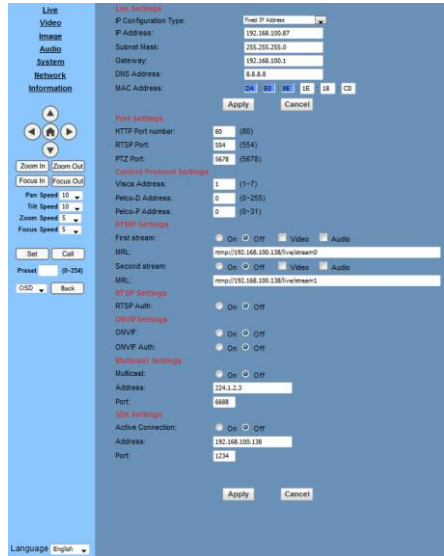 Live
Video
Image
Audio
System
Network
Information
Zoom In Zoom Out
Focus In Focus Out
Pan Speed 10
Tilt Speed 10
Zoom Speed 5
Focus Speed 5
Set Call
Preset (0~254)
OSD Back
Language English
Lan Settings
IP Configuration Type: Fixed IP Address
IP Address: 192.168.100.87
Subnet Mask: 255.255.255.0
Gateway: 192.168.100.1
DNS Address: 8.8.8.8
MAC Address: D4 E0 8E 1E 18 C0
Apply Cancel
Port Settings
HTTP Port number: 80 (80)
RTSP Port: 554 (554)
PTZ Port: 5678 (5678)
Control Protocol Settings
Visca Address: 1 (1~7)
Pelco-D Address: 0 (0~255)
Pelco-P Address: 0 (0~31)
RTMP Settings
First stream: On Off Video Audio
MRL: rtmp://192.168.100.138/live/stream0
Second stream: On Off Video Audio
MRL: rtmp://192.168.100.138/live/stream1
RTSP Settings
RTSP Auth: On Off
ONVIF Settings
ONVIF: On Off
ONVIF Auth: On Off
Multicast Settings
Multicast: On Off
Address: 224.1.2.3
Port: 6688
SDK Settings
Active Connection: On Off
Address: 192.168.100.138
Port: 1234
Apply Cancel